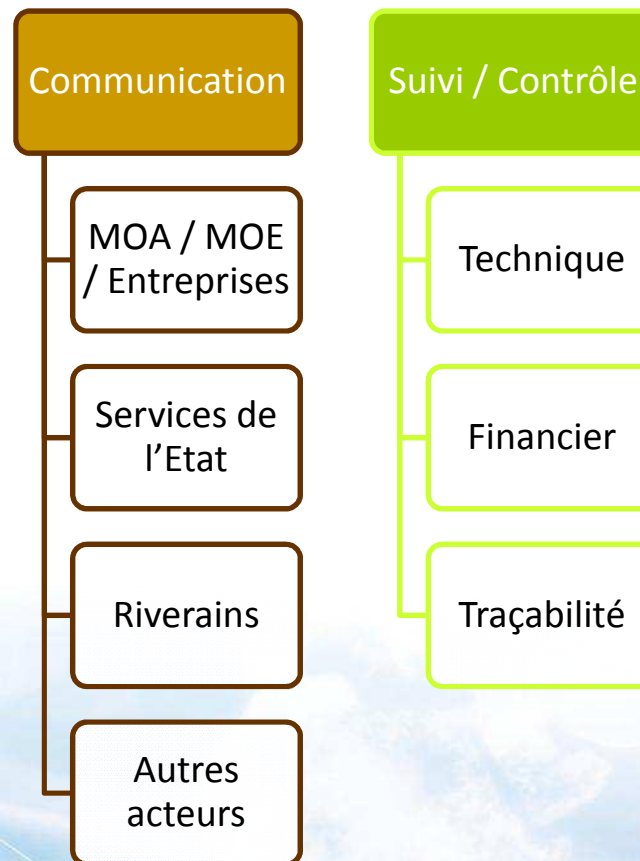 Communication
MOA / MOE
/ Entreprises
Services de
l’Etat
Riverains
Autres
acteurs
Suivi / Contrôle
Technique
Financier
Traçabilité